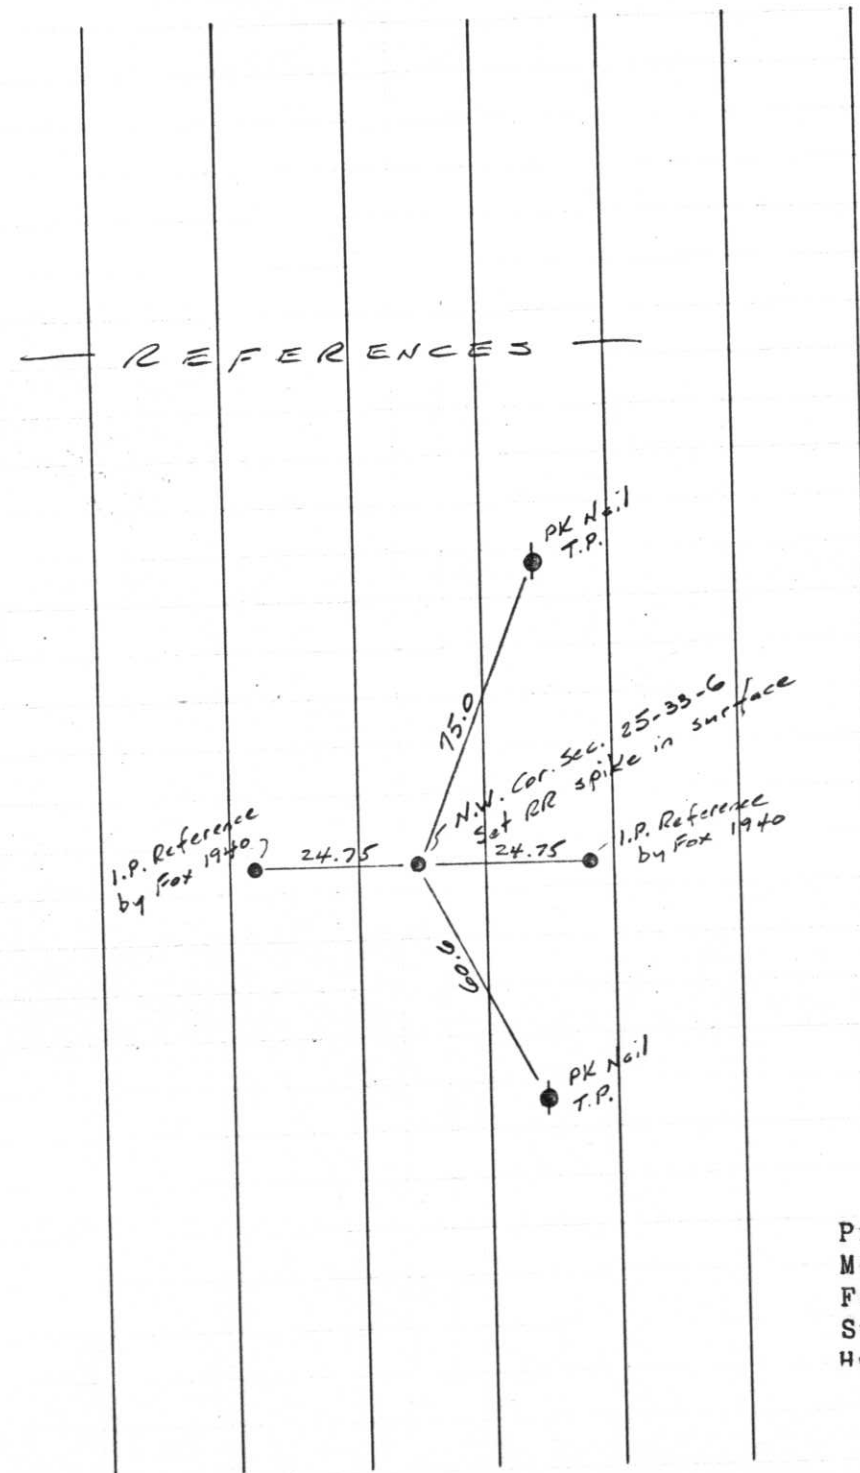 REFERENCES
PK Nail
T.P.
75.0
N.W. Cor. Sec. 25-33-6
Set RR spike in surface
I.P. Reference
by Fox 1940
24.75
24.75
I.P. Reference
by Fox 1940
60.6
PK Nail
T.P.
P
M
F
S
H